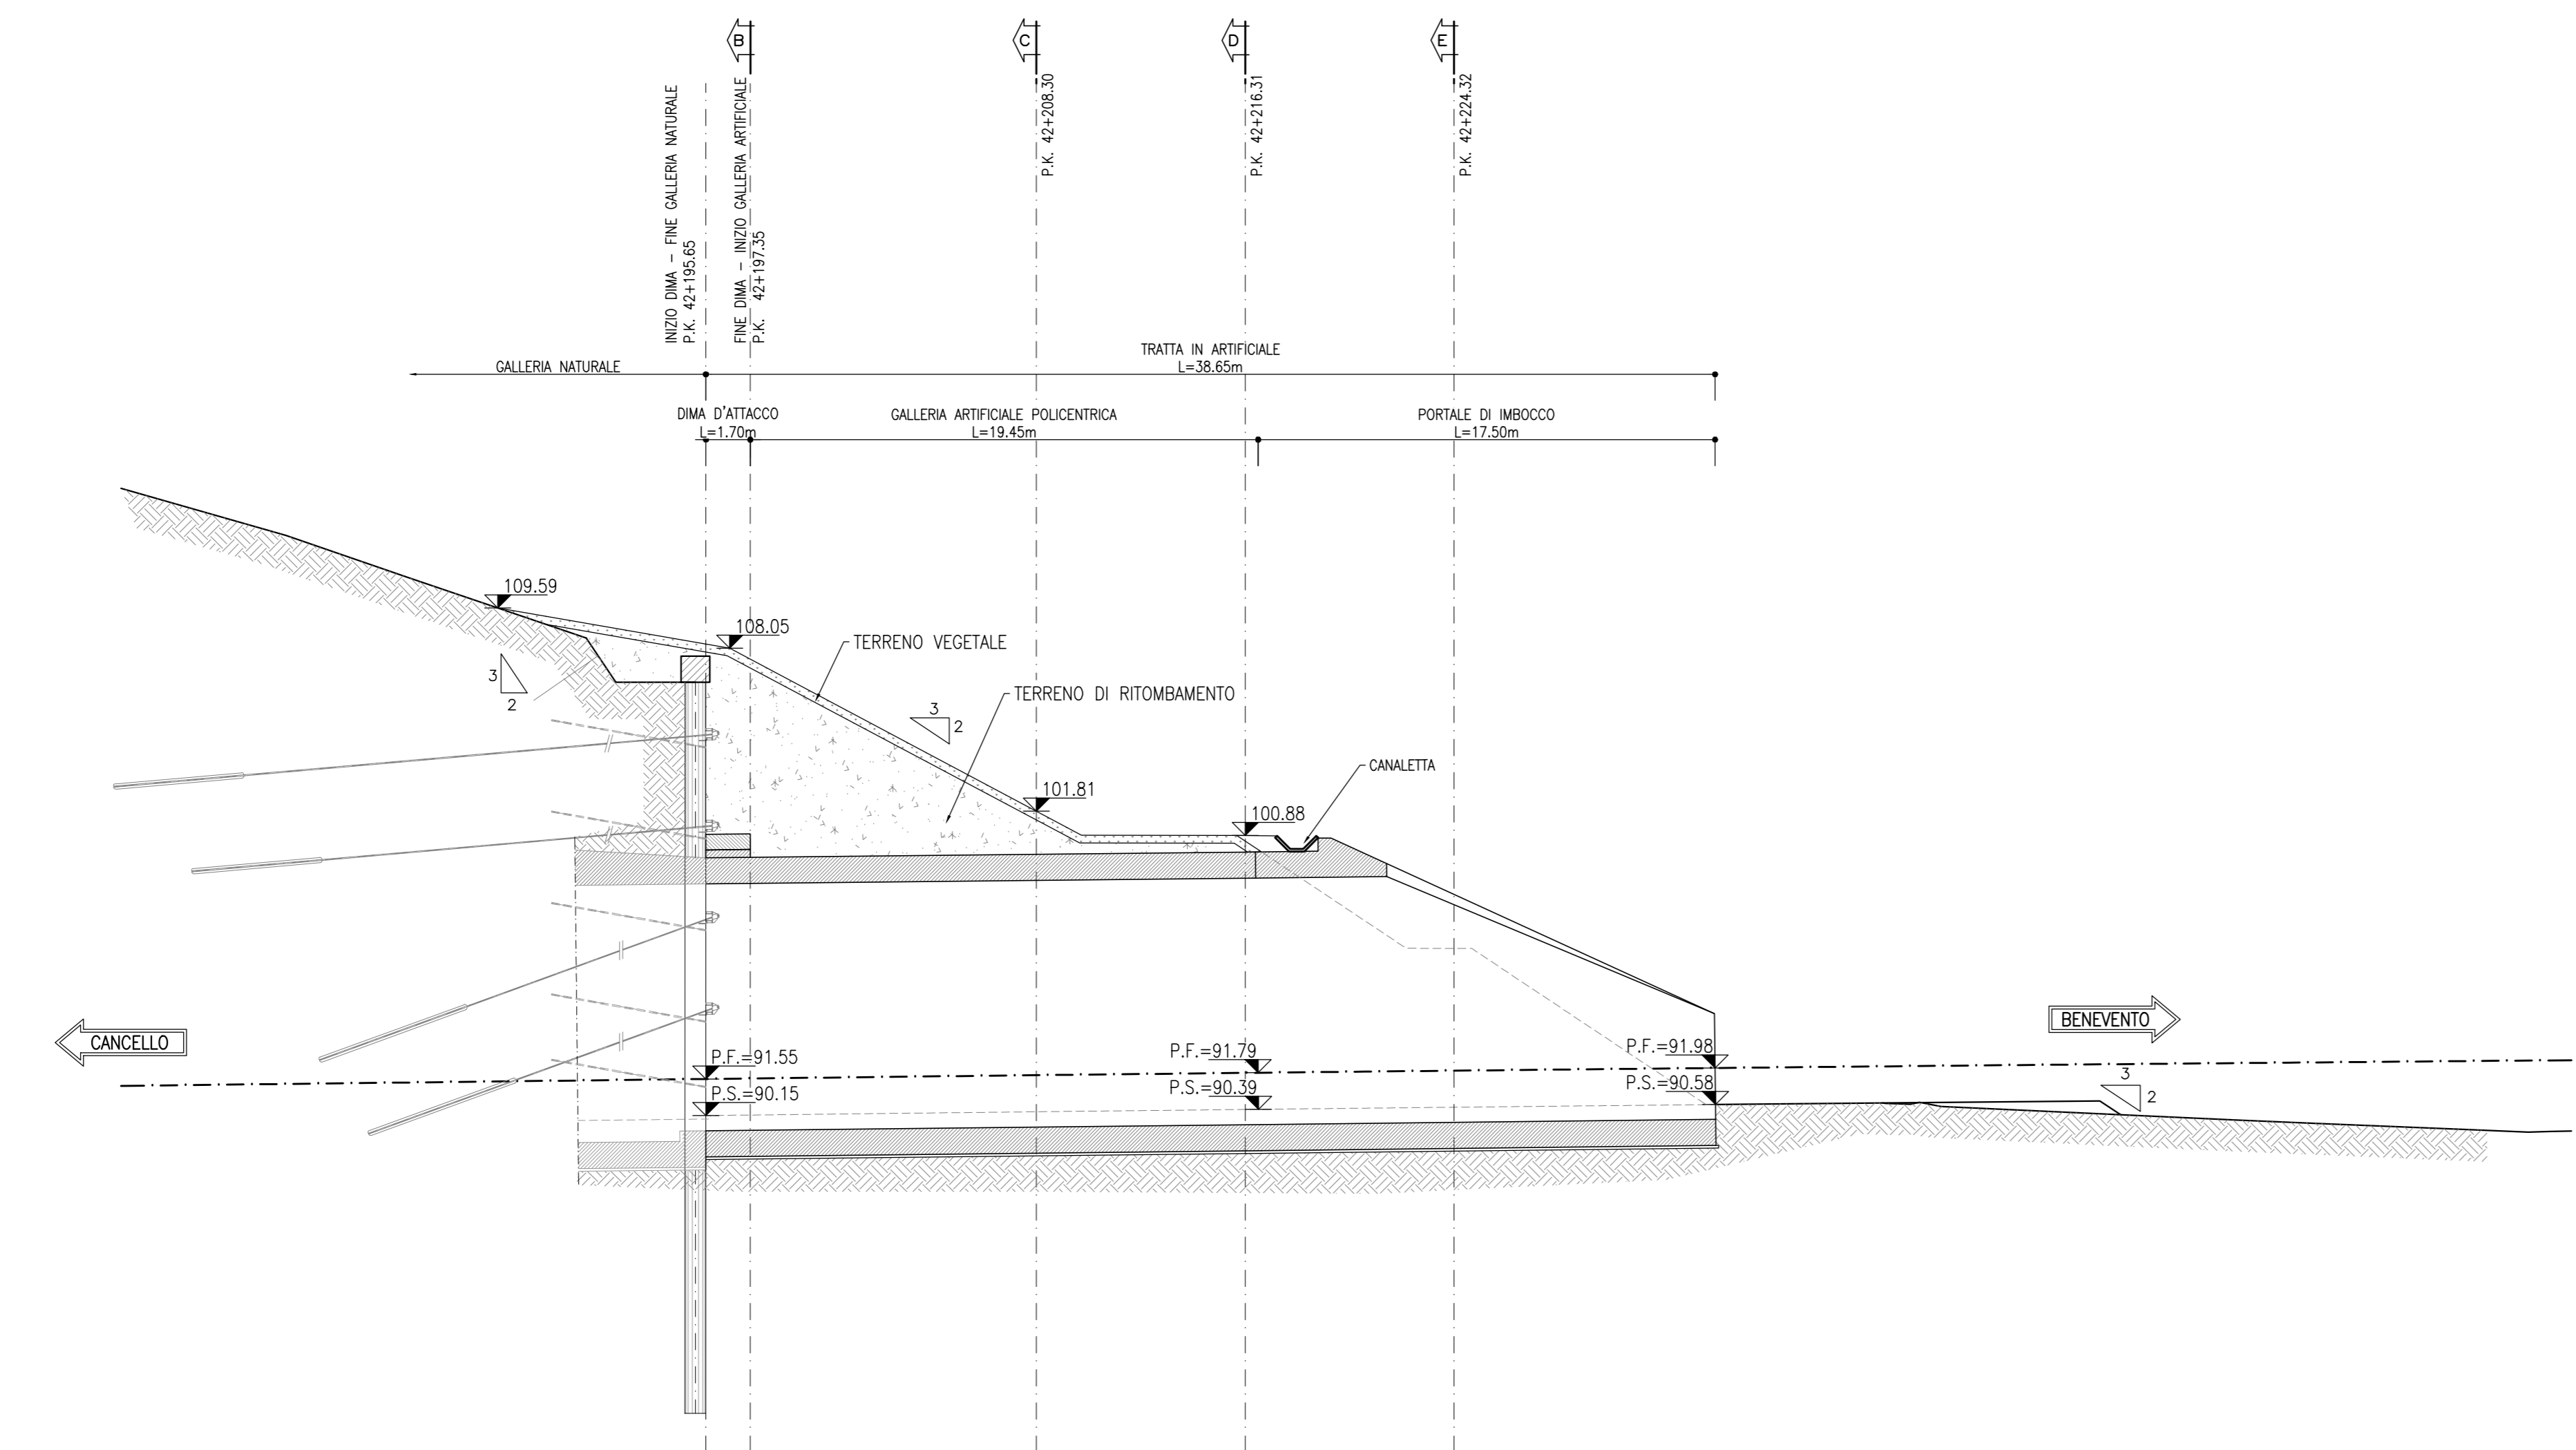 B
C
D
E
INIZIO DIMA – FINE GALLERIA NATURALE
P.K. 42+195.65
FINE DIMA – INIZIO GALLERIA ARTIFICIALE
P.K. 42+197.35
P.K. 42+208.30
P.K. 42+216.31
P.K. 42+224.32
TRATTA IN ARTIFICIALE
GALLERIA NATURALE
L=38.65m
DIMA D'ATTACCO
L=1.70m
GALLERIA ARTIFICIALE POLICENTRICA
L=19.45m
PORTALE DI IMBOCCO
L=17.50m
109.59
108.05
TERRENO VEGETALE
3
2
TERRENO DI RITOMBAMENTO
3
2
CANALETTA
101.81
100.88
CANCELLO
BENEVENTO
P.F.=91.55
P.S.=90.15
P.F.=91.79
P.S.=90.39
P.F.=91.98
P.S.=90.58
3
2